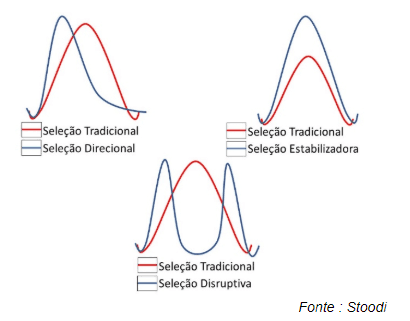 Seleção Tradicional
Seleção Direcional
Seleção Tradicional
Seleção Estabilizadora
Seleção Tradicional
Seleção Disruptiva
Fonte : Stoodi